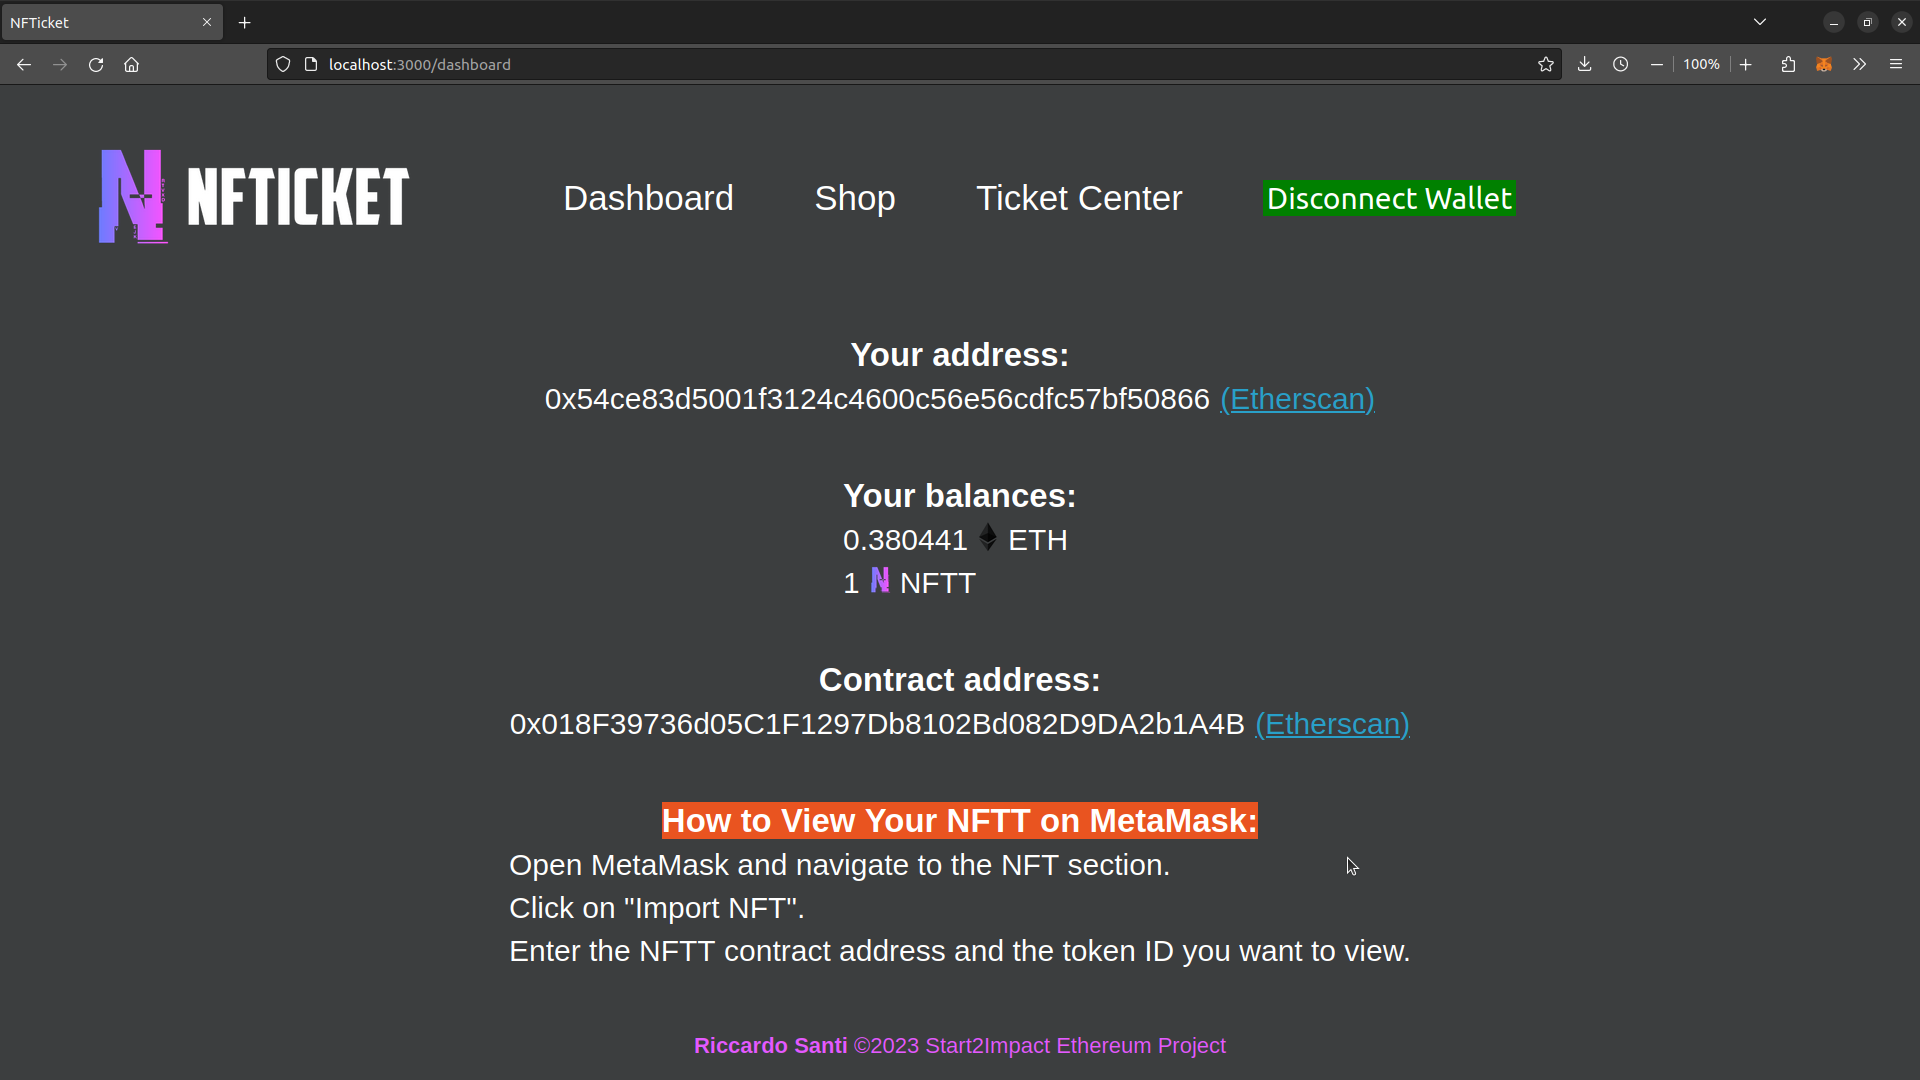 NFTicket
localhost:3000/dashboard
100%
NFTICKET
Dashboard
Shop
Ticket Center
Disconnect Wallet
Your address:
0x54ce83d5001f3124c4600c56e56cdfc57bf50866 (Etherscan)
Your balances:
0.380441 ETH
1 NFTT
Contract address:
0x018F39736d05C1F1297Db8102Bd082D9DA2b1A4B (Etherscan)
How to View Your NFTT on MetaMask:
Open MetaMask and navigate to the NFT section.
Click on "Import NFT".
Enter the NFTT contract address and the token ID you want to view.
Riccardo Santi ©2023 Start2Impact Ethereum Project